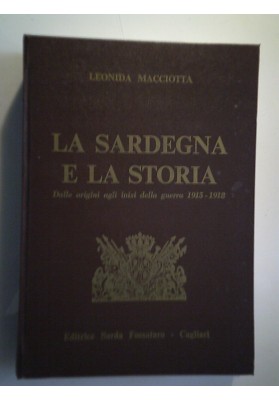 LEONIDA MACCIOTTA
LA SARDEGNA
E LA STORIA
Dalle origini agli inizi della guerra 1915-1918
Editrice Sarda Fossataro - Cagliari